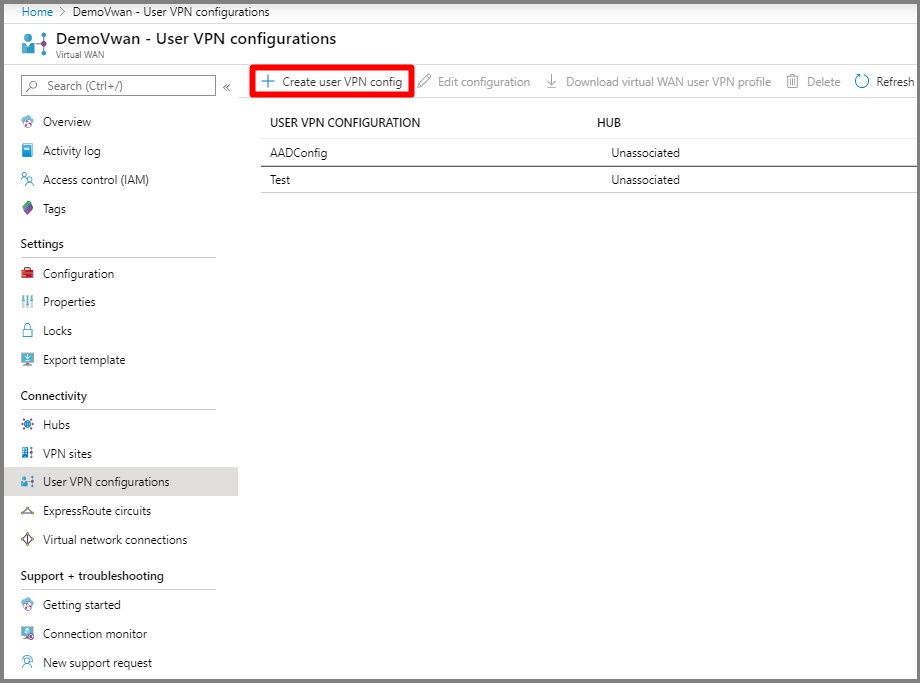 Home > DemoVwan - User VPN configurations
DemoVwan - User VPN configurations
Virtual WAN
Search (Ctrl+/)
«
Create user VPN config
Edit configuration
Download virtual WAN user VPN profile
Delete
Refresh
Overview
Activity log
Access control (IAM)
Tags
Settings
Configuration
Properties
Locks
Export template
Connectivity
Hubs
VPN sites
User VPN configurations
ExpressRoute circuits
Virtual network connections
Support + troubleshooting
Getting started
Connection monitor
New support request
USER VPN CONFIGURATION HUB
AADConfig Unassociated
Test Unassociated